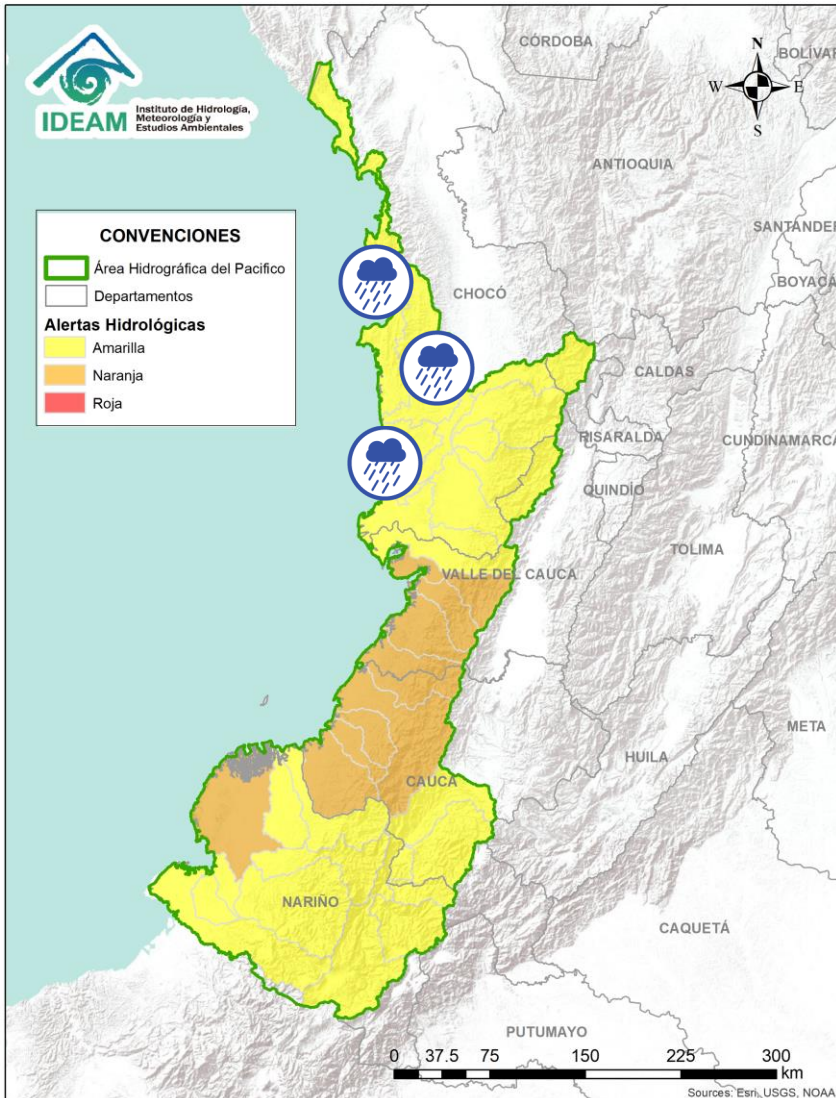 IDEAM
Instituto de Hidrología,
Meteorología y
Estudios Ambientales
CÓRDOBA
BOLÍVAR
N
W
E
S
ANTIOQUIA
SANTANDER
BOYACÁ
CONVENCIONES
Área Hidrográfica del Pacifico
Departamentos
Alertas Hidrológicas
Amarilla
Naranja
Roja
CHOCÓ
CALDAS
RISARALDA
CUNDINAMARCA
QUINDÍO
TOLIMA
VALLE DEL CAUCA
META
HUILA
CAUCA
NARIÑO
CAQUETÁ
PUTUMAYO
0 37.5 75 150 225 300
km
Sources: Esri, USGS, NOAA